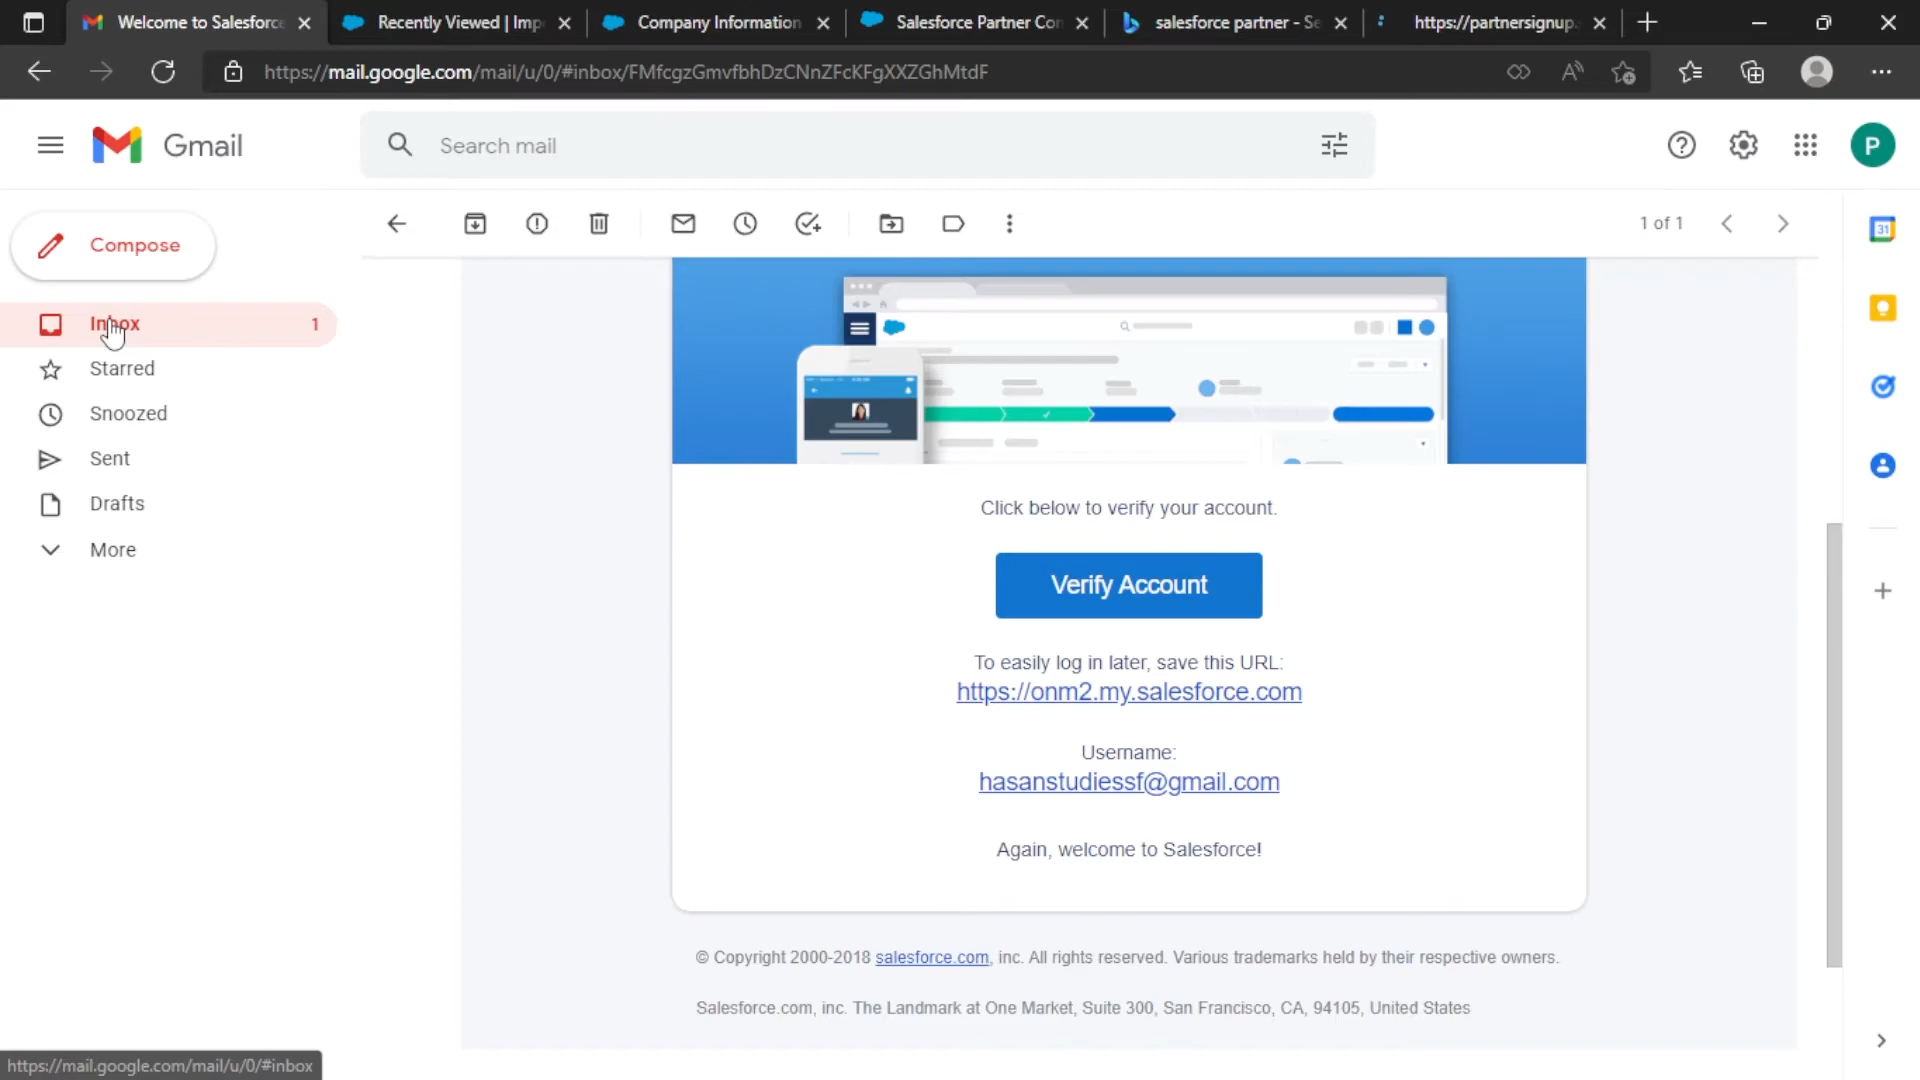 Welcome to Salesforce
Recently Viewed | Imp
Company Information
Salesforce Partner Con
salesforce partner - Se
https://partnersignup.
https://mail.google.com/mail/u/0/#inbox/FMfcgzGmvfbhDzCNnZFcKFgXXZGhMtdF
Gmail
Search mail
P
Compose
1 of 1
31
Inbox 1
Starred
Snoozed
Sent
Drafts
More
Click below to verify your account.
Verify Account
To easily log in later, save this URL:
https://onm2.my.salesforce.com
Username:
hasanstudiessf@gmail.com
Again, welcome to Salesforce!
© Copyright 2000-2018 salesforce.com, inc. All rights reserved. Various trademarks held by their respective owners.
Salesforce.com, inc. The Landmark at One Market, Suite 300, San Francisco, CA, 94105, United States
https://mail.google.com/mail/u/0/#inbox